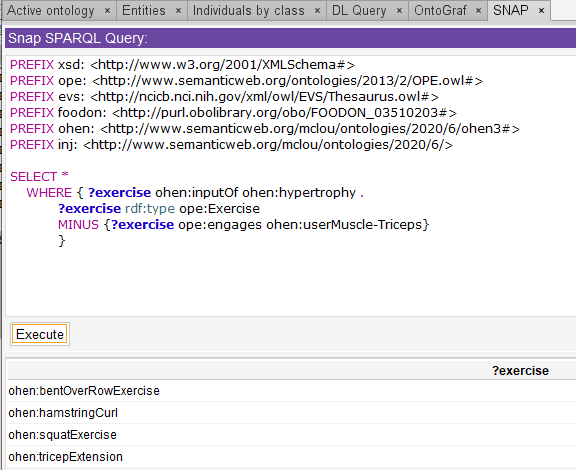 Active ontology × Entities × Individuals by class × DL Query × OntoGraf × SNAP ×
Snap SPARQL Query:
PREFIX xsd: <http://www.w3.org/2001/XMLSchema#>
PREFIX ope: <http://www.semanticweb.org/ontologies/2013/2/OPE.owl#>
PREFIX evs: <http://ncicb.nci.nih.gov/xml/owl/EVS/Thesaurus.owl#>
PREFIX foodon: <http://purl.obolibrary.org/obo/FOODON_03510203#>
PREFIX ohen: <http://www.semanticweb.org/mclou/ontologies/2020/6/ohen3#>
PREFIX inj: <http://www.semanticweb.org/mclou/ontologies/2020/6/>
SELECT *
WHERE { ?exercise ohen:inputOf ohen:hypertrophy .
?exercise rdf:type ope:Exercise
MINUS {?exercise ope:engages ohen:userMuscle-Triceps}
}
Execute
?exercise
ohen:bentOverRowExercise
ohen:hamstringCurl
ohen:squatExercise
ohen:tricepExtension